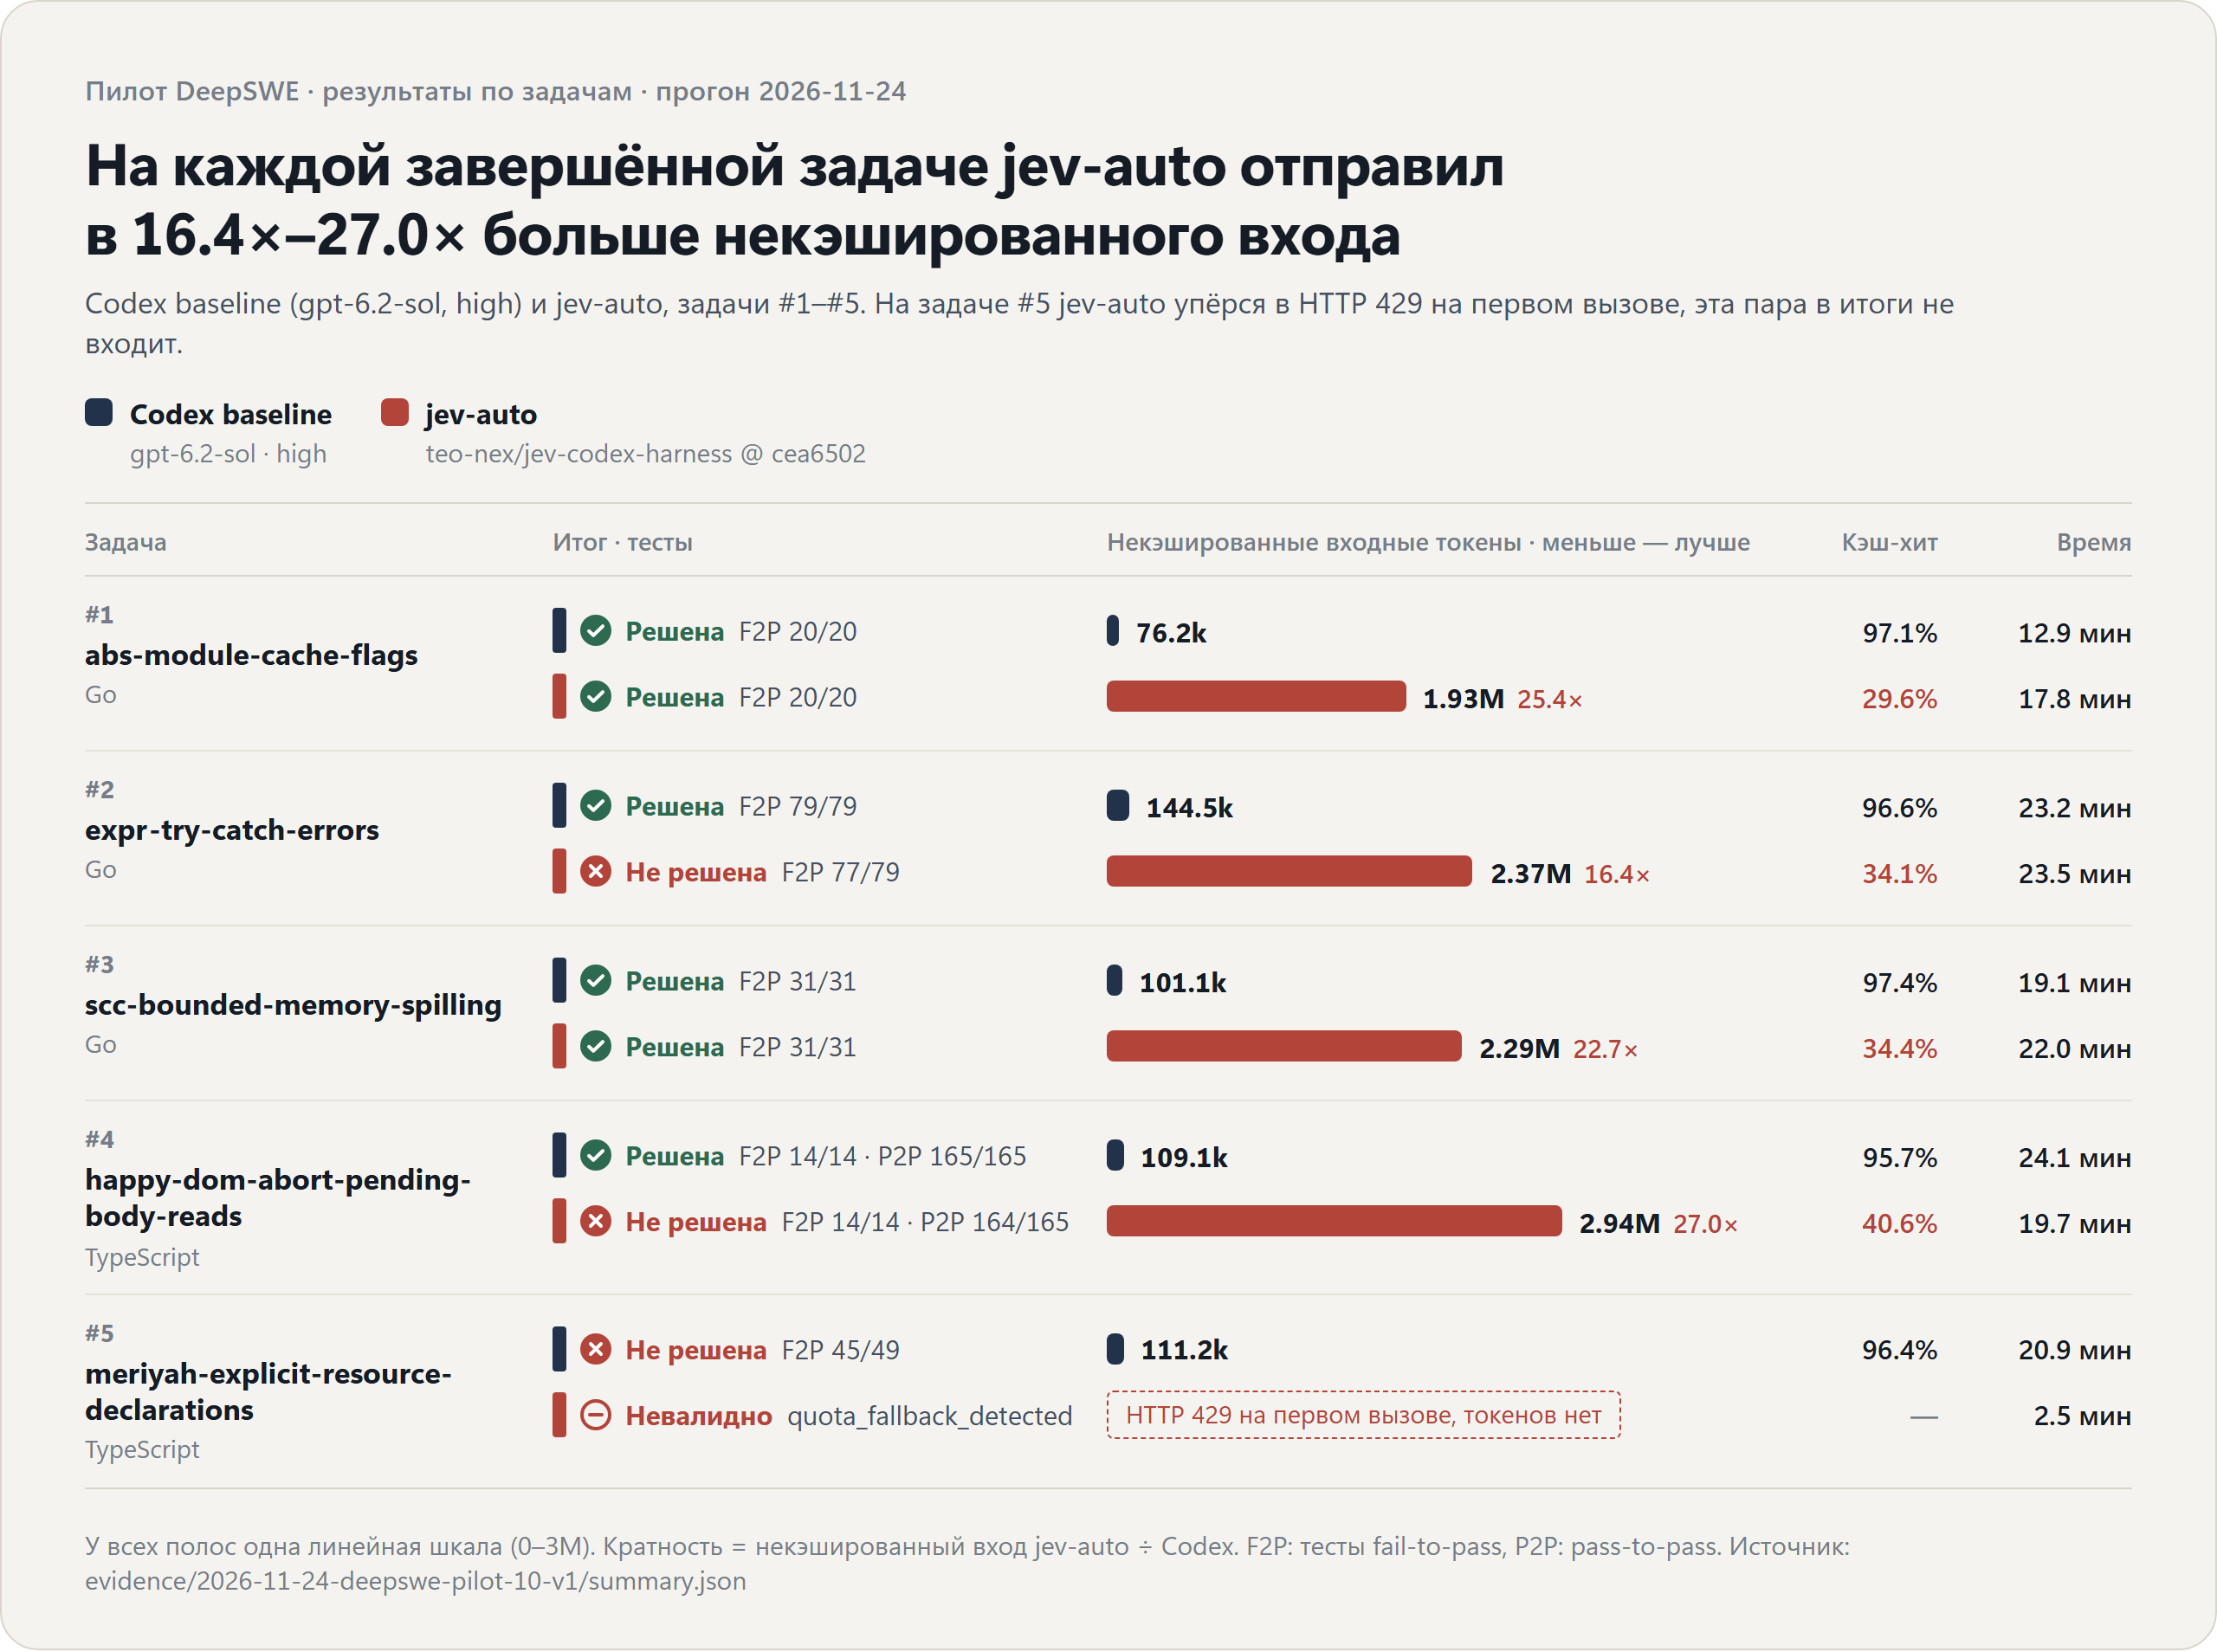 Пилот DeepSWE · результаты по задачам · прогон 2026-11-24
На каждой завершённой задаче jev-auto отправил
в 16.4×–27.0× больше некэшированного входа
Codex baseline (gpt-6.2-sol, high) и jev-auto, задачи #1–#5. На задаче #5 jev-auto упёрся в HTTP 429 на первом вызове, эта пара в итоги не
входит.
Codex baseline
gpt-6.2-sol · high
jev-auto
teo-nex/jev-codex-harness @ cea6502
Задача Итог · тесты Некэшированные входные токены · меньше — лучше Кэш-хит Время
#1
abs-module-cache-flags
Go
Решена F2P 20/20 76.2k 97.1% 12.9 мин
Решена F2P 20/20 1.93M 25.4× 29.6% 17.8 мин
#2
expr-try-catch-errors
Go
Решена F2P 79/79 144.5k 96.6% 23.2 мин
Не решена F2P 77/79 2.37M 16.4× 34.1% 23.5 мин
#3
scc-bounded-memory-spilling
Go
Решена F2P 31/31 101.1k 97.4% 19.1 мин
Решена F2P 31/31 2.29M 22.7× 34.4% 22.0 мин
#4
happy-dom-abort-pending-
body-reads
TypeScript
Решена F2P 14/14 · P2P 165/165 109.1k 95.7% 24.1 мин
Не решена F2P 14/14 · P2P 164/165 2.94M 27.0× 40.6% 19.7 мин
#5
meriyah-explicit-resource-
declarations
TypeScript
Не решена F2P 45/49 111.2k 96.4% 20.9 мин
Невалидно quota_fallback_detected HTTP 429 на первом вызове, токенов нет — 2.5 мин
У всех полос одна линейная шкала (0–3M). Кратность = некэшированный вход jev-auto ÷ Codex. F2P: тесты fail-to-pass, P2P: pass-to-pass. Источник:
evidence/2026-11-24-deepswe-pilot-10-v1/summary.json